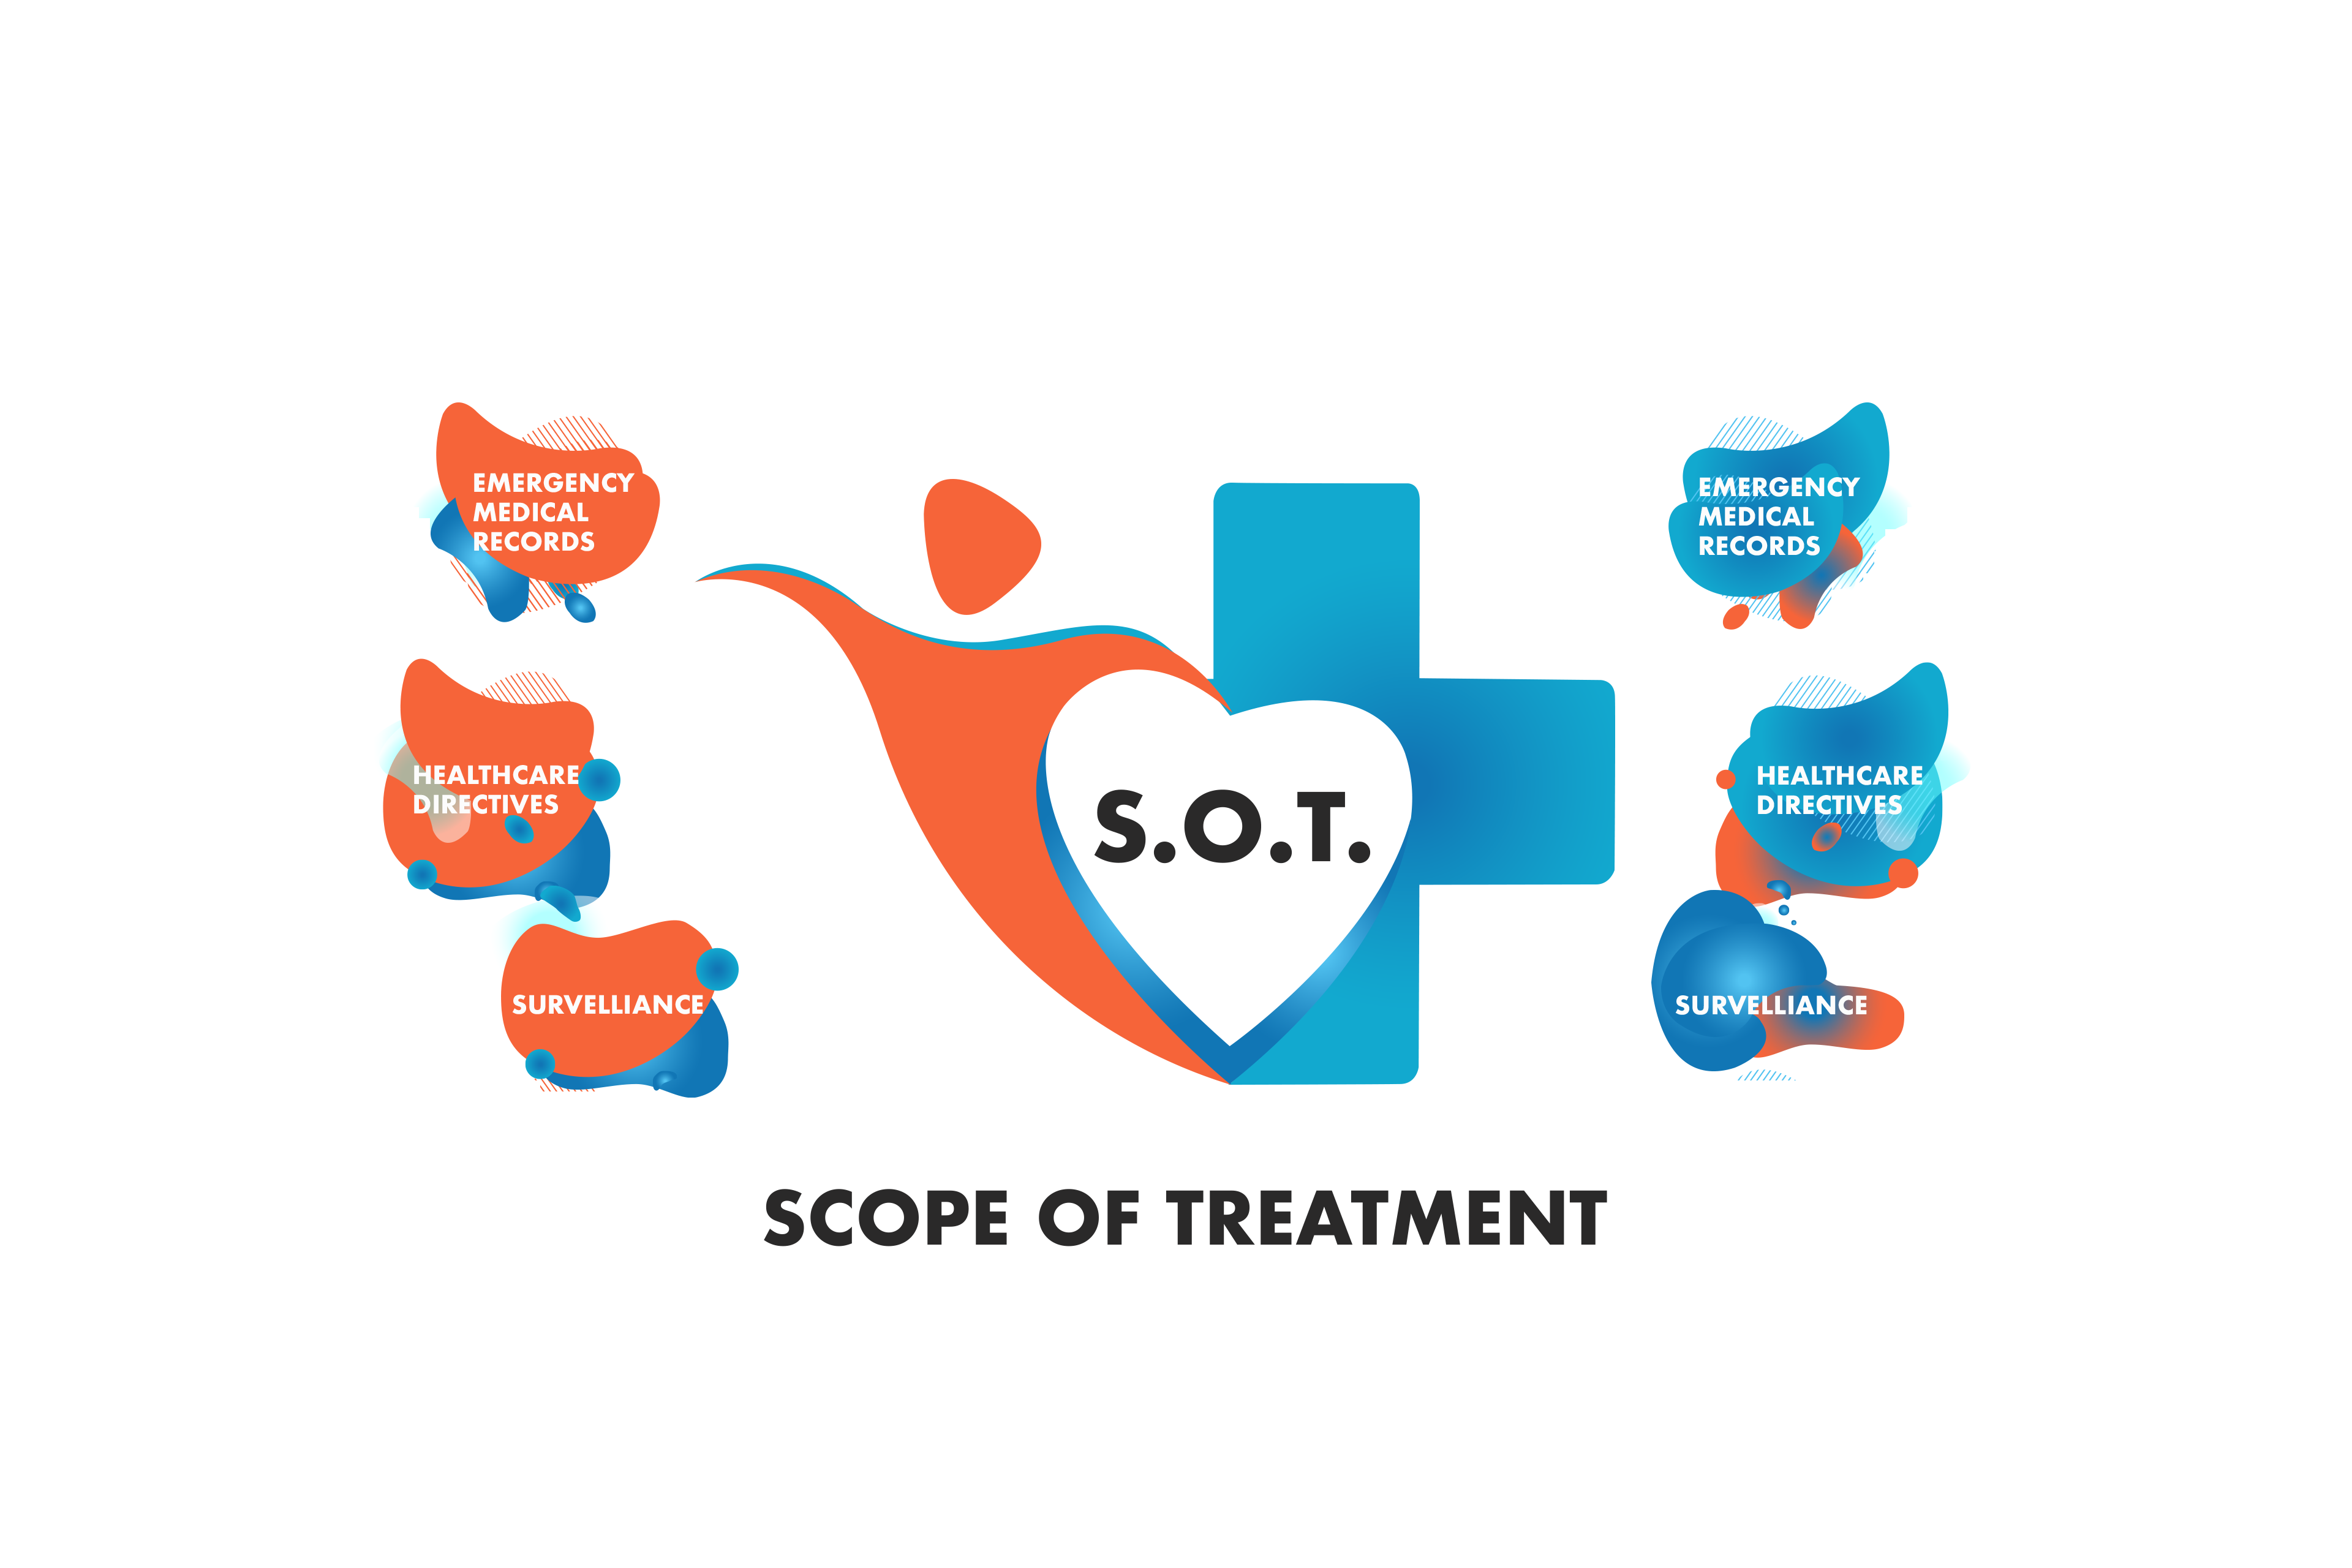 EMERGENCY
MEDICAL
RECORDS
HEALTHCARE
DIRECTIVES
SURVELLIANCE
S.O.T.
SCOPE OF TREATMENT
EMERGENCY
MEDICAL
RECORDS
HEALTHCARE
DIRECTIVES
SURVELLIANCE